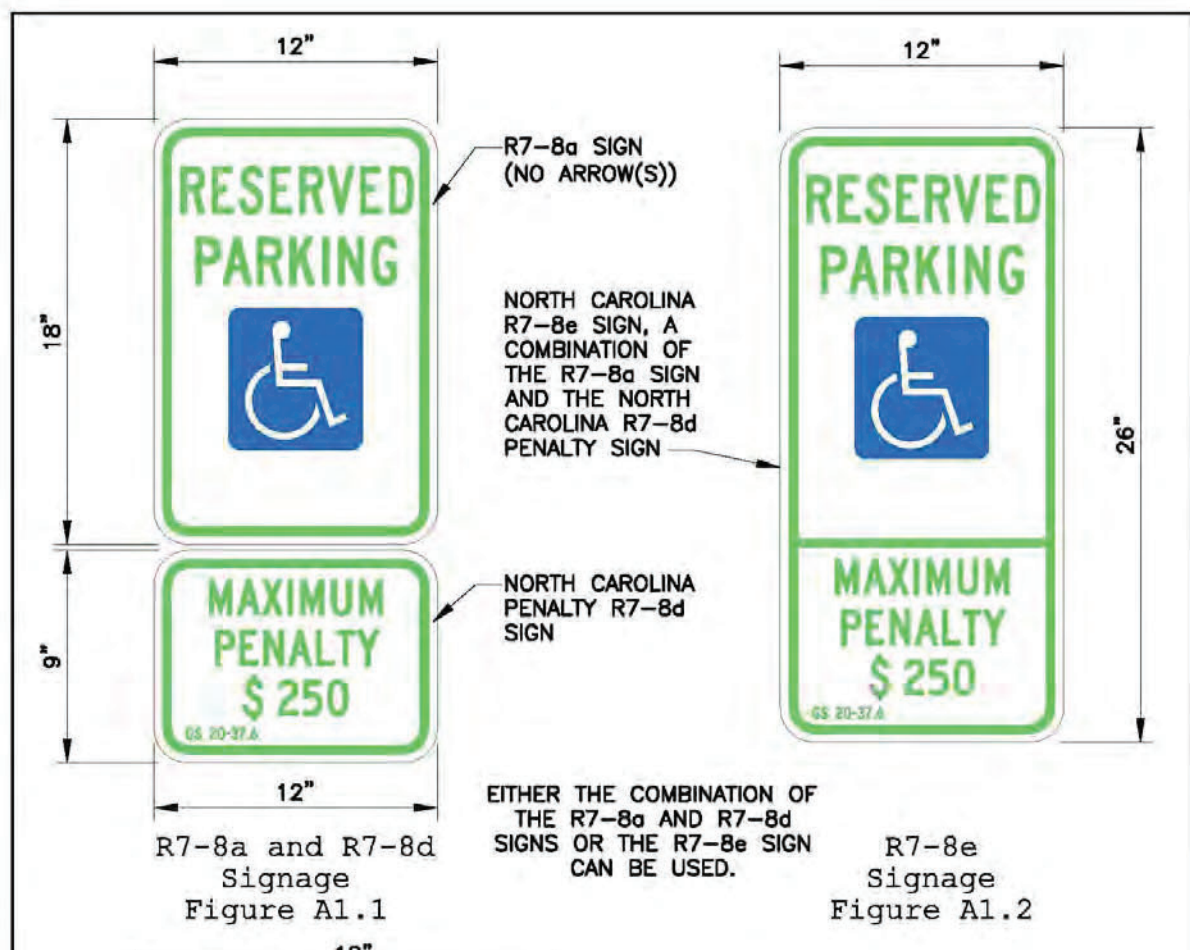 12"
18"
RESERVED
PARKING
R7-8a SIGN
(NO ARROW(S))
NORTH CAROLINA
R7-8e SIGN, A
COMBINATION OF
THE R7-8a SIGN
AND THE NORTH
CAROLINA R7-8d
PENALTY SIGN
9"
MAXIMUM
PENALTY
$ 250
GS 20-37.6
NORTH CAROLINA
PENALTY R7-8d
SIGN
12"
R7-8a and R7-8d
Signage
Figure A1.1
EITHER THE COMBINATION OF
THE R7-8a AND R7-8d
SIGNS OR THE R7-8e SIGN
CAN BE USED.
12"
RESERVED
PARKING
26"
MAXIMUM
PENALTY
$ 250
GS 20-37.6
R7-8e
Signage
Figure A1.2